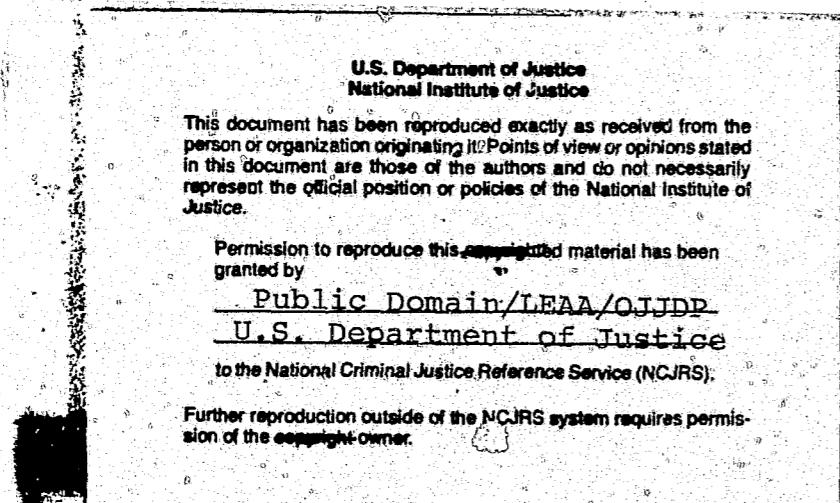 U.S. Department of Justice
National Institute of Justice
This document has been reproduced exactly as received from the
person or organization originating it. Points of view or opinions stated
in this document are those of the authors and do not necessarily
represent the official position or policies of the National Institute of
Justice.
Permission to reproduce this copyrighted material has been
granted by
Public Domain/LEAA/OJJDP
U.S. Department of Justice
to the National Criminal Justice Reference Service (NCJRS).
Further reproduction outside of the NCJRS system requires permis-
sion of the copyright owner.